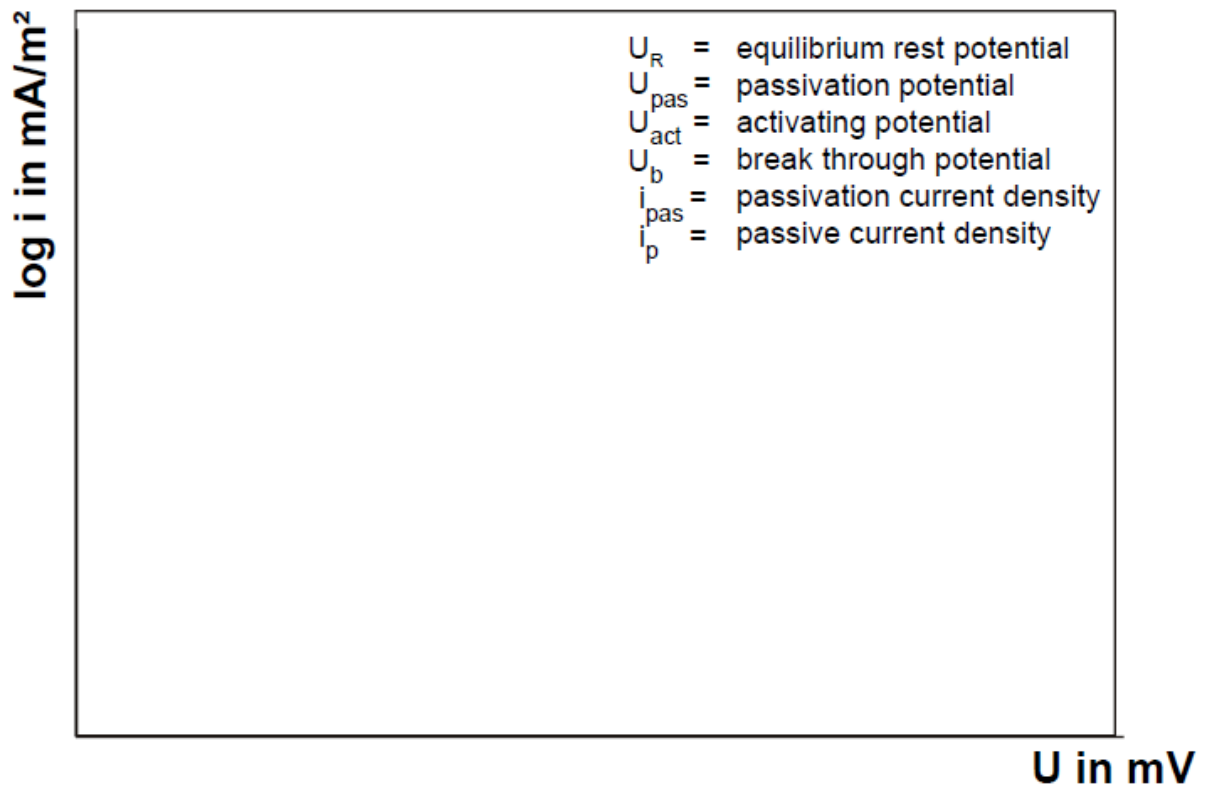 log i in mA/m²
U_R = equilibrium rest potential
U_pas = passivation potential
U_act = activating potential
U_b = break through potential
i_pas = passivation current density
i_p = passive current density
U in mV